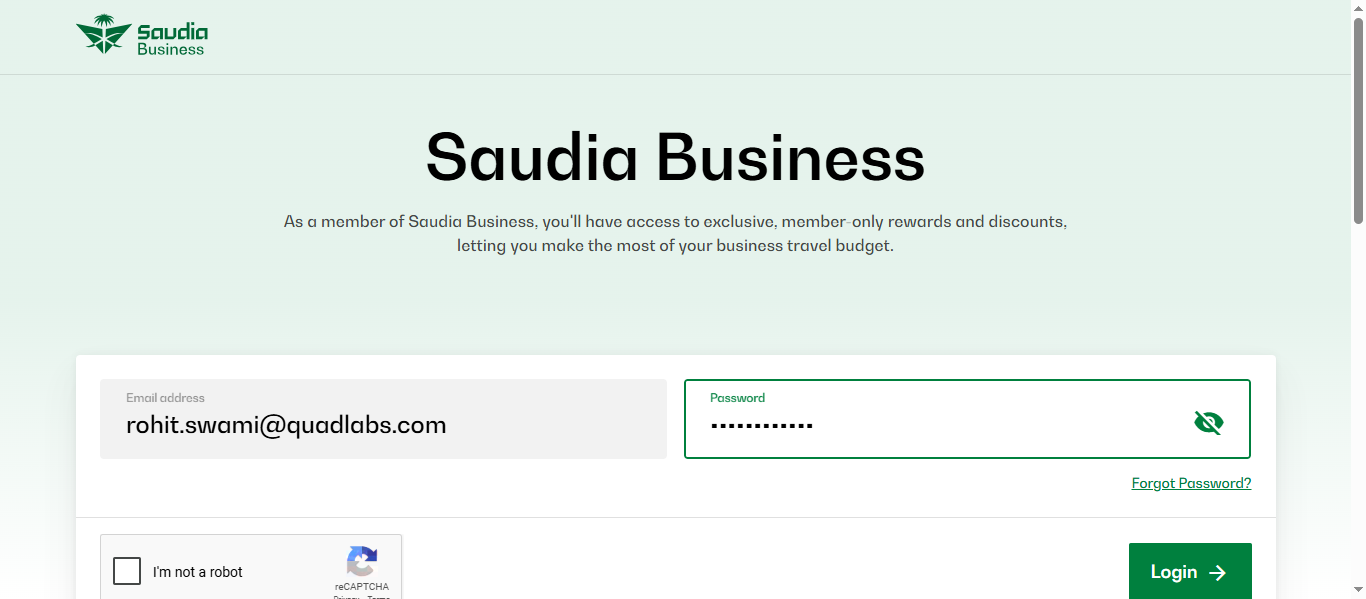 Saudia
Business
Saudia Business
As a member of Saudia Business, you'll have access to exclusive, member-only rewards and discounts,
letting you make the most of your business travel budget.
Email address
rohit.swami@quadlabs.com
Password
••••••••••••
Forgot Password?
I'm not a robot
reCAPTCHA
Privacy - Terms
Login